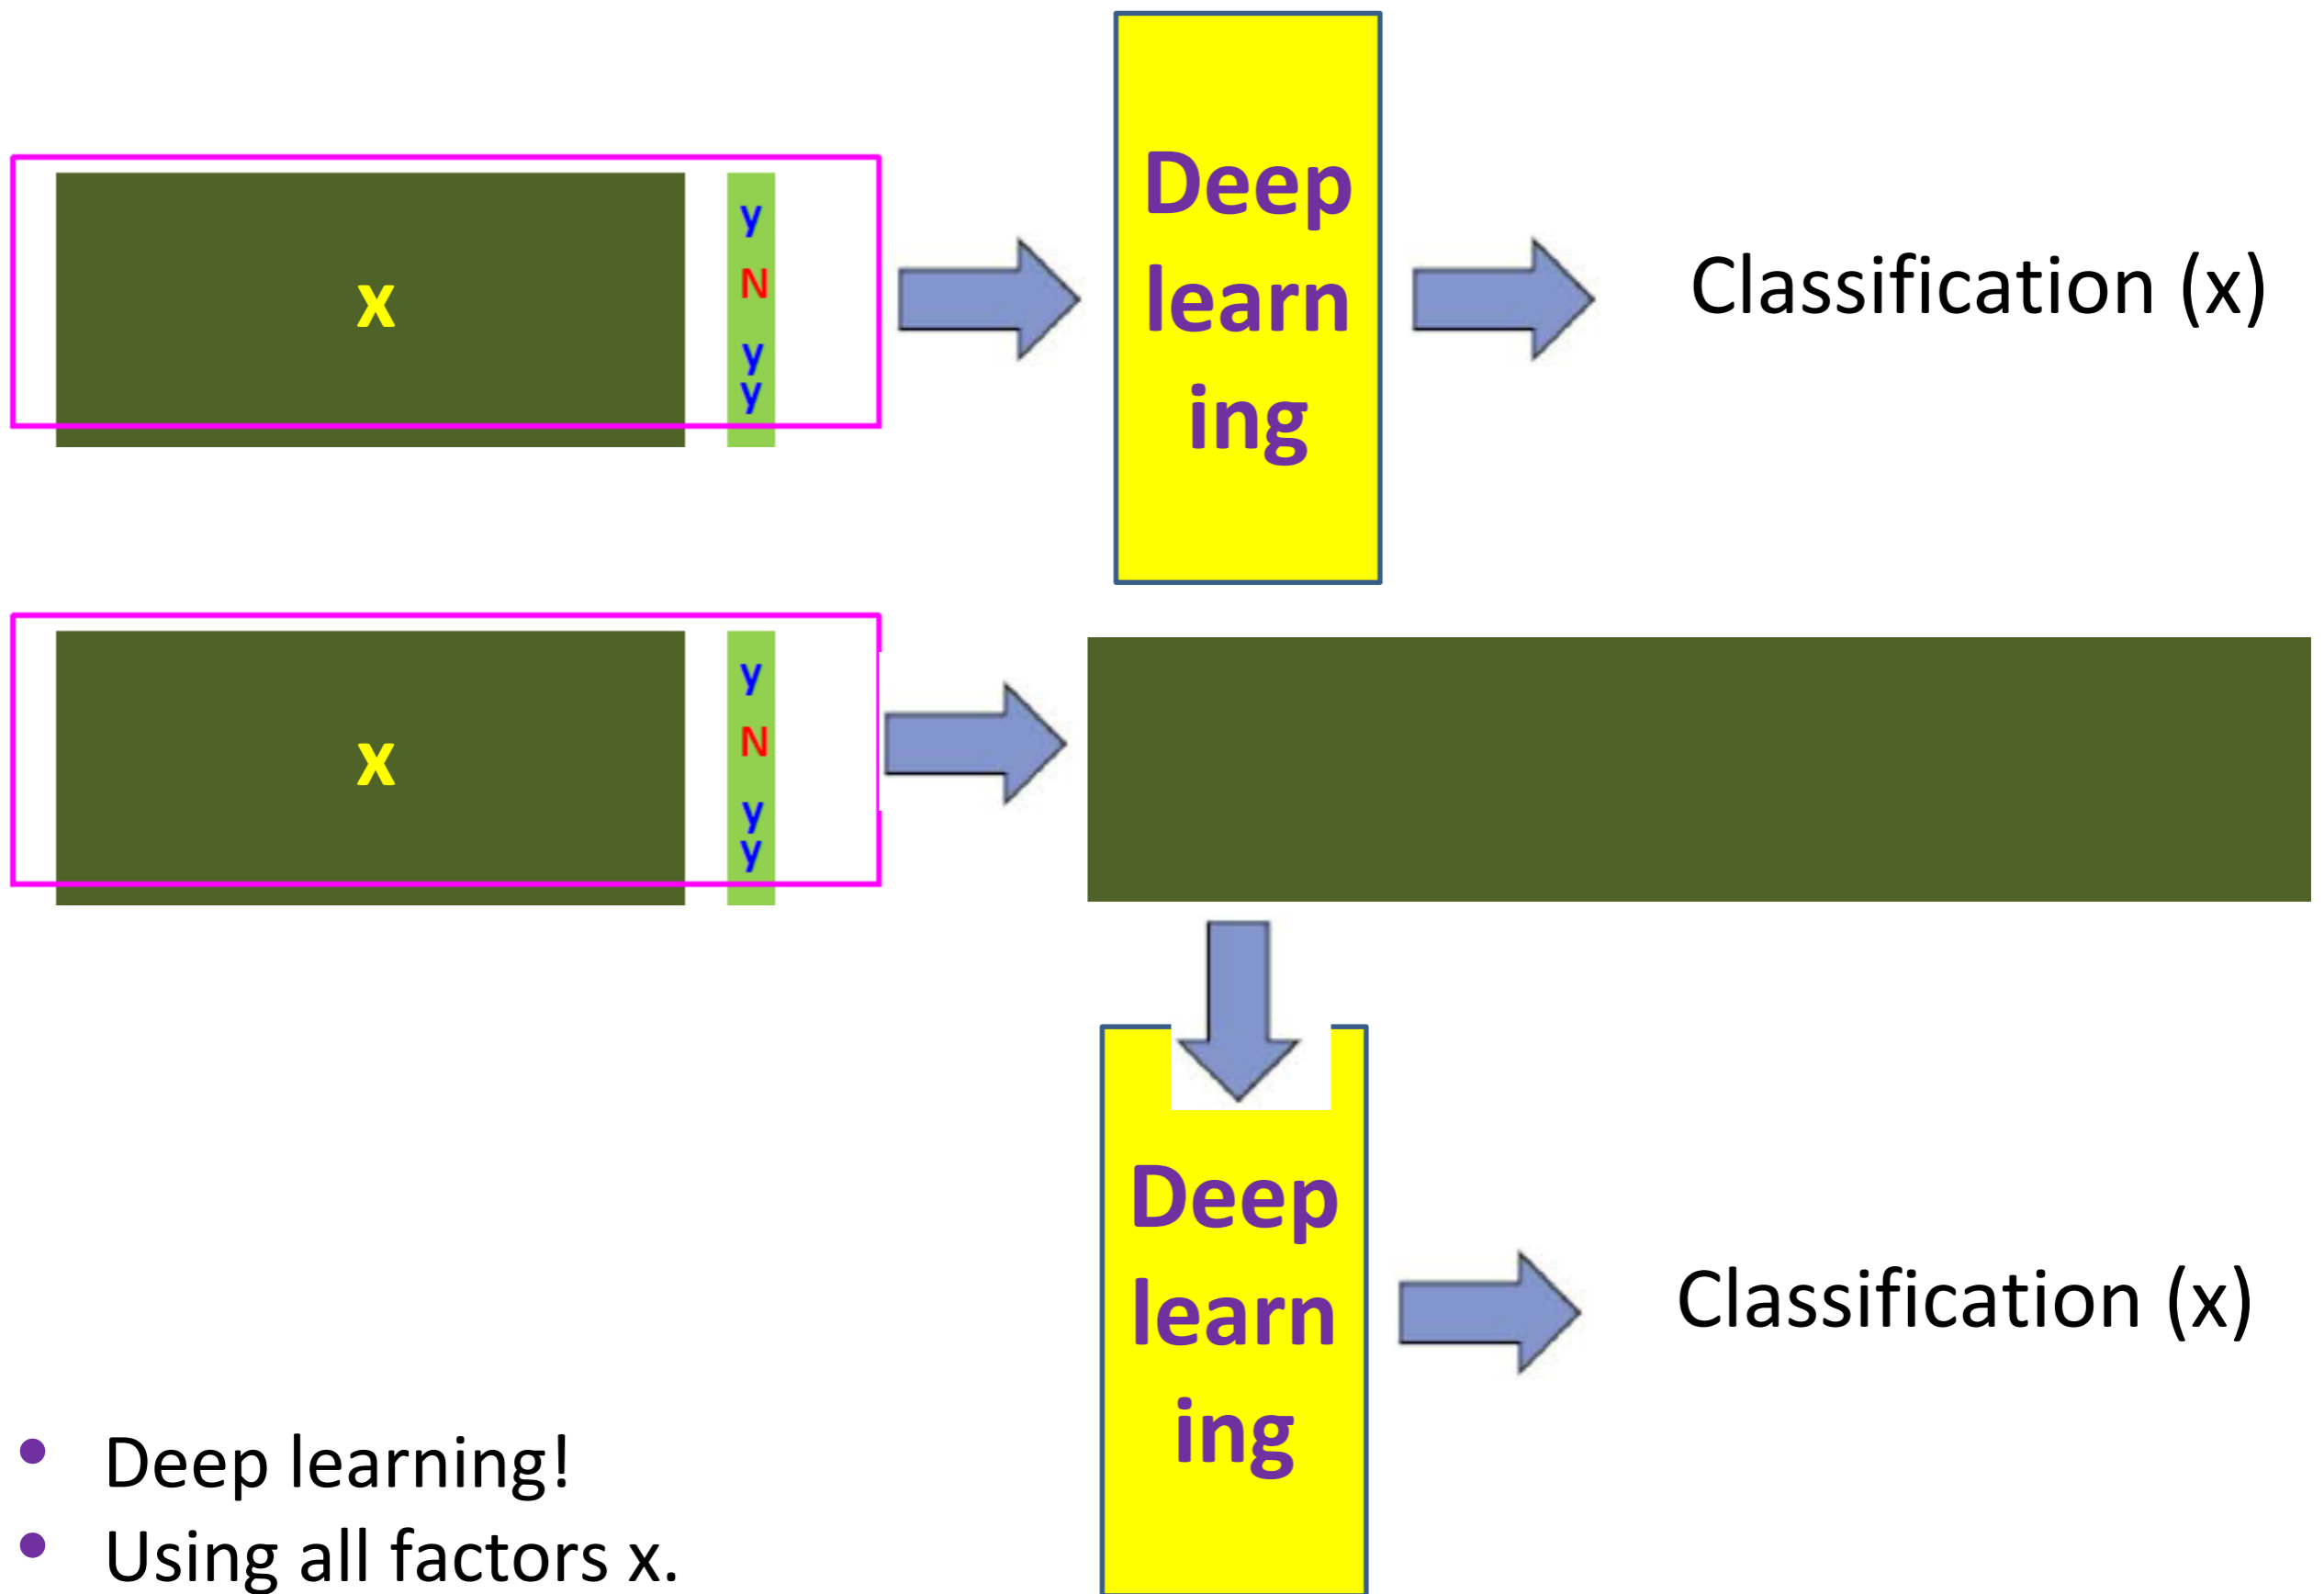 x
y
N
y
y
Deep
learn
ing
Classification (x)
x
y
N
y
y
Deep
learn
ing
Classification (x)
• Deep learning!
• Using all factors x.